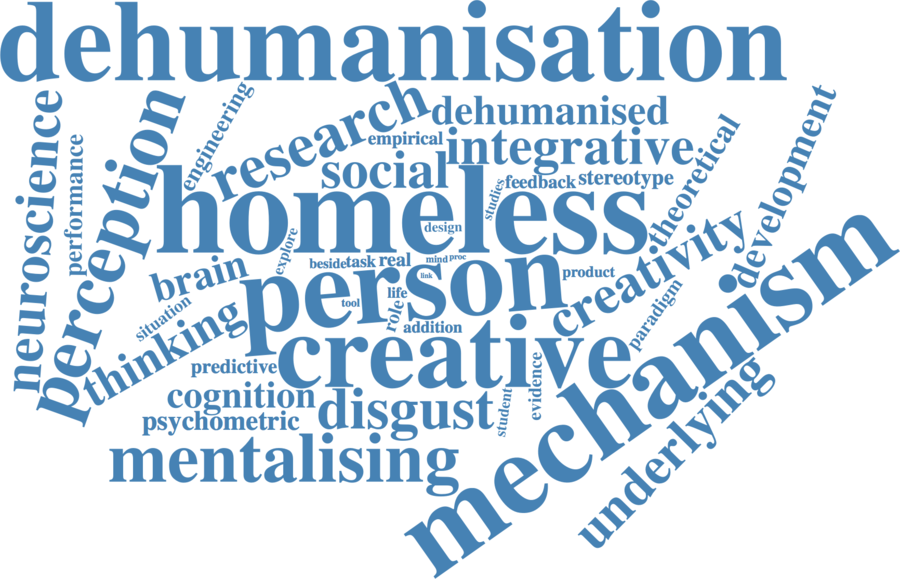 dehumanisation
neuroscience
performance
perception
engineering
research
empirical
dehumanised
integrative
social
feedback
stereotype
studies
theoretical
development
homeless
design
explore
beside
task
real
mind
proc
link
product
creativity
brain
person
tool
life
role
addition
situation
thinking
paradigm
mechanism
creative
predictive
cognition
psychometric
disgust
student
evidence
underlying
mentalising